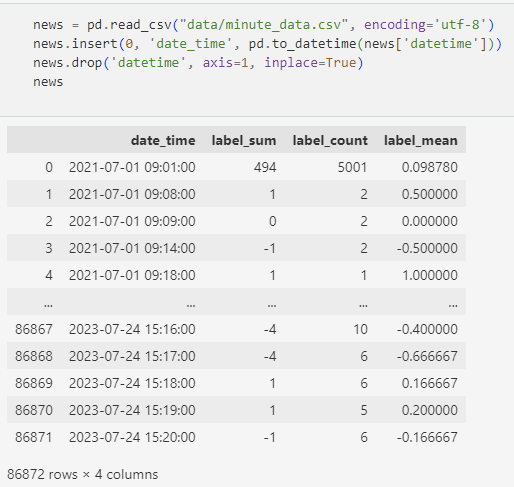 news = pd.read_csv("data/minute_data.csv", encoding='utf-8')
news.insert(0, 'date_time', pd.to_datetime(news['datetime']))
news.drop('datetime', axis=1, inplace=True)
news
date_time label_sum label_count label_mean
0 2021-07-01 09:01:00 494 5001 0.098780
1 2021-07-01 09:08:00 1 2 0.500000
2 2021-07-01 09:09:00 0 2 0.000000
3 2021-07-01 09:14:00 -1 2 -0.500000
4 2021-07-01 09:18:00 1 1 1.000000
... ... ... ... ...
86867 2023-07-24 15:16:00 -4 10 -0.400000
86868 2023-07-24 15:17:00 -4 6 -0.666667
86869 2023-07-24 15:18:00 1 6 0.166667
86870 2023-07-24 15:19:00 1 5 0.200000
86871 2023-07-24 15:20:00 -1 6 -0.166667
86872 rows × 4 columns